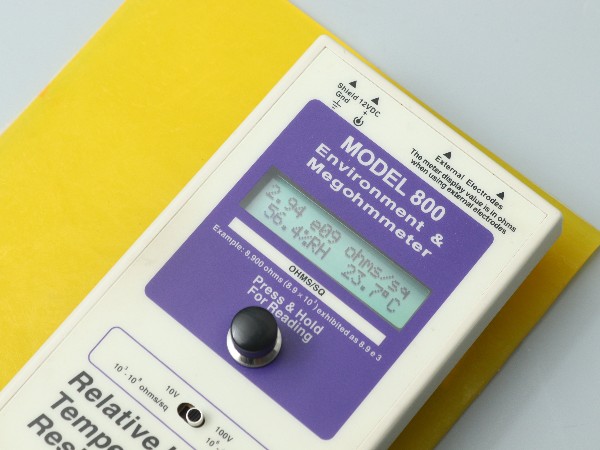 Shield 12VDC
Gnd +
External Electrodes
The meter display value is in ohms
when using external electrodes
MODEL 800
Environment &
Megohmmeter
2.94 e09 ohms/sq
56.4%RH 23.7°C
OHMS/SQ
Example: 8,900 ohms (8.9 × 10³) exhibited as 8.9 e 3
Press & Hold
For Reading
10V
100V
ohms/sq
Relative